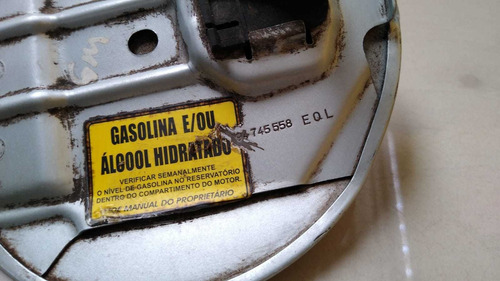 GASOLINA E/OU
ÁLCOOL HIDRATADO
VERIFICAR SEMANALMENTE
O NÍVEL DE GASOLINA NO RESERVATÓRIO
DENTRO DO COMPARTIMENTO DO MOTOR.
MANUAL DO PROPRIETÁRIO
745558 EQL